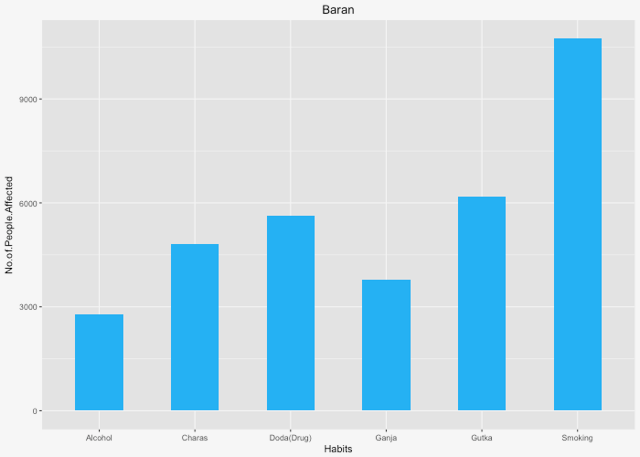 Baran
No.of.People.Affected
9000
6000
3000
0
Alcohol Charas Doda(Drug) Ganja Gutka Smoking
Habits